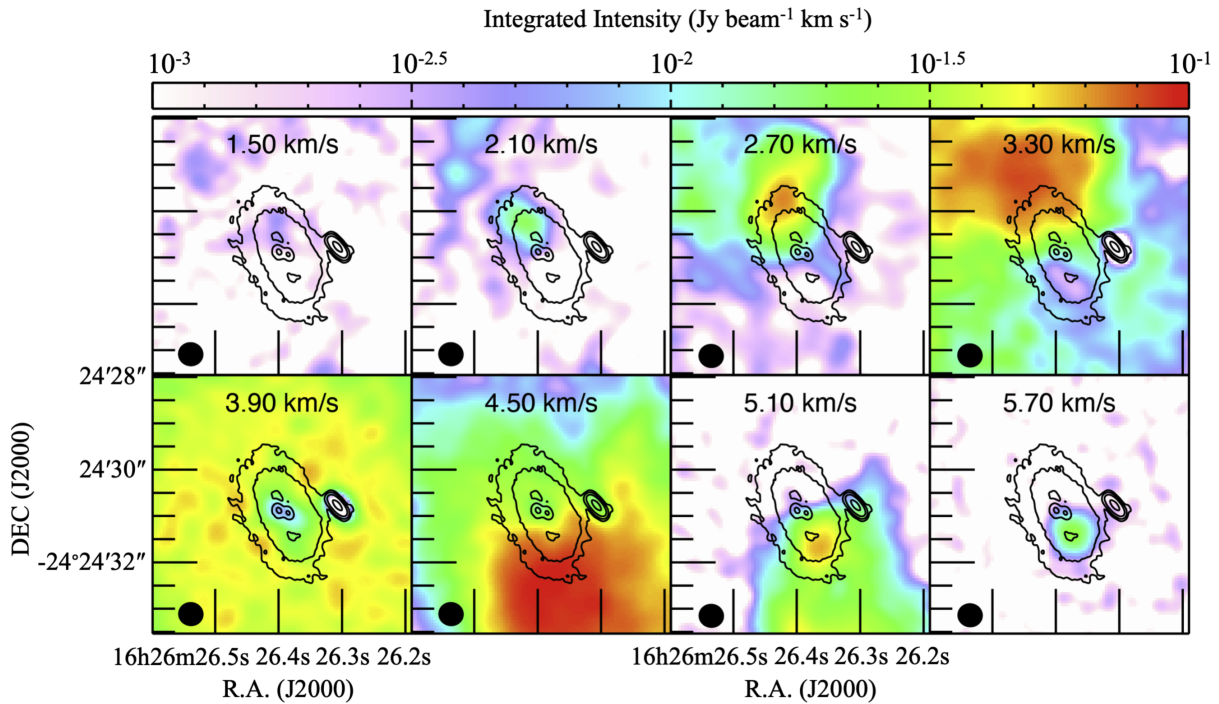 Integrated Intensity (Jy beam-1 km s-1)
10-3 10-2.5 10-2 10-1.5 10-1
1.50 km/s 2.10 km/s 2.70 km/s 3.30 km/s
24′28″
3.90 km/s 4.50 km/s 5.10 km/s 5.70 km/s
24′30″
DEC (J2000)
-24°24′32″
16h26m26.5s 26.4s 26.3s 26.2s 16h26m26.5s 26.4s 26.3s 26.2s
R.A. (J2000) R.A. (J2000)